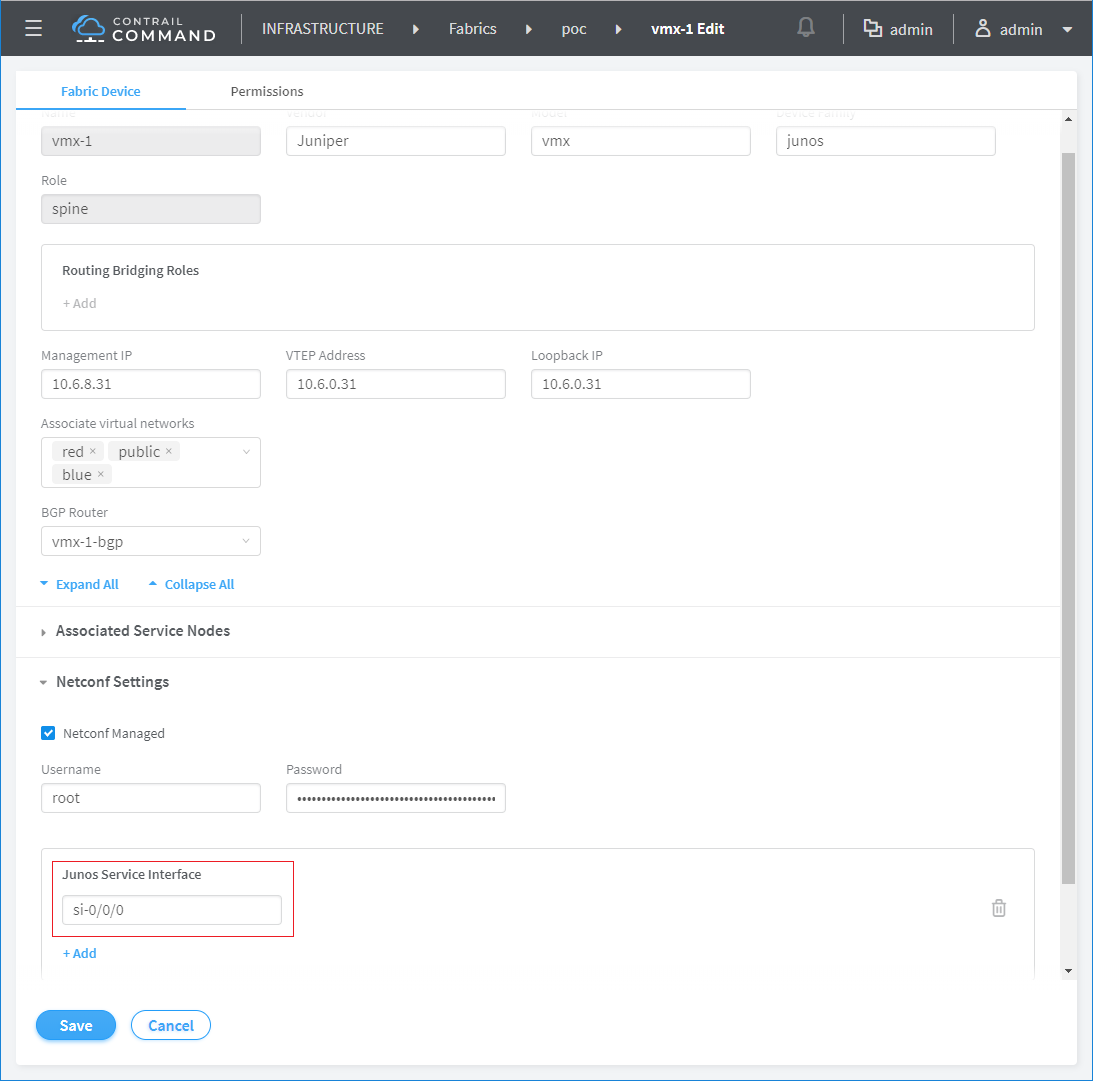 CONTRAIL
COMMAND
INFRASTRUCTURE
Fabrics
poc
vmx-1 Edit
admin
admin
Fabric Device
Permissions
Name
Vendor
Model
Device Family
vmx-1
Juniper
vmx
junos
Role
spine
Routing Bridging Roles
+ Add
Management IP
VTEP Address
Loopback IP
10.6.8.31
10.6.0.31
10.6.0.31
Associate virtual networks
red × public ×
blue ×
BGP Router
vmx-1-bgp
Expand All
Collapse All
Associated Service Nodes
Netconf Settings
Netconf Managed
Username
Password
root
Junos Service Interface
si-0/0/0
+ Add
Save
Cancel